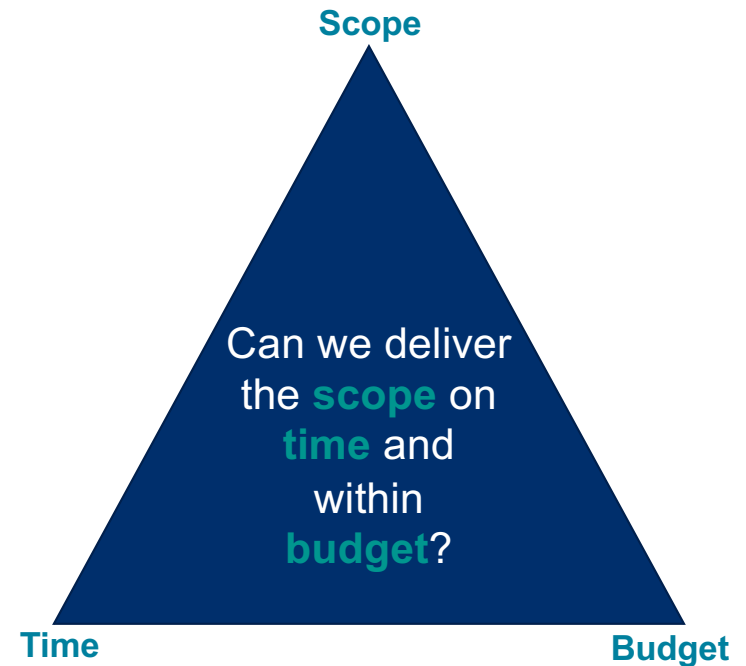 Scope
Can we deliver
the scope on
time and
within
budget?
Time
Budget